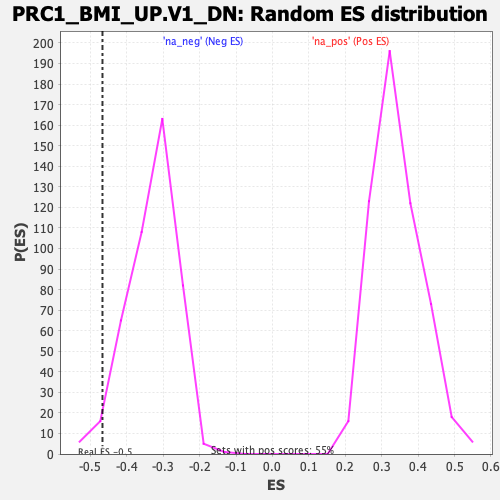 PRC1_BMI_UP.V1_DN: Random ES distribution
'na_neg' (Neg ES)
'na_pos' (Pos ES)
P(ES)
200
190
180
170
160
150
140
130
120
110
100
90
80
70
60
50
40
30
20
10
0
Real ES -0.5
Sets with pos scores: 55%
-0.5 -0.4 -0.3 -0.2 -0.1 0.0 0.1 0.2 0.3 0.4 0.5 0.6
ES